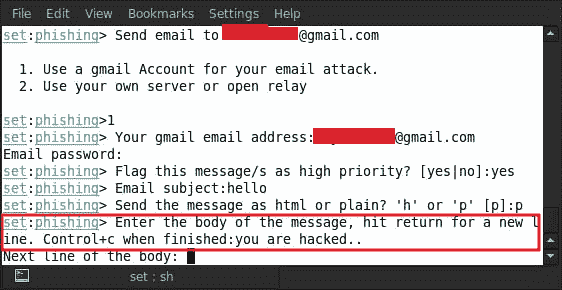 File Edit View Bookmarks Settings Help
set:phishing> Send email to @gmail.com
1. Use a gmail Account for your email attack.
2. Use your own server or open relay
set:phishing>1
set:phishing> Your gmail email address: @gmail.com
Email password:
set:phishing> Flag this message/s as high priority? [yes|no]:yes
set:phishing> Email subject:hello
set:phishing> Send the message as html or plain? 'h' or 'p' [p]:p
set:phishing> Enter the body of the message, hit return for a new l
ine. Control+c when finished:you are hacked..
Next line of the body:
set : sh